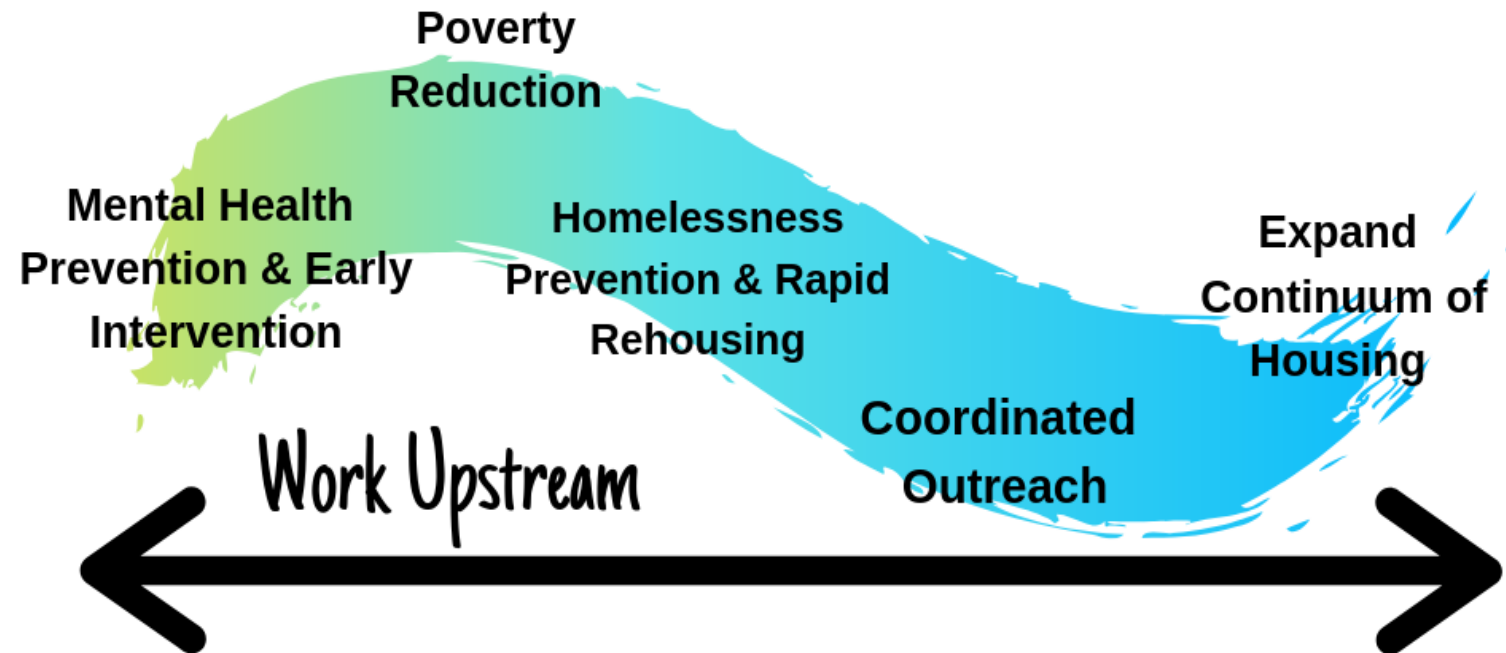 Poverty
Reduction
Mental Health
Prevention & Early
Intervention
Homelessness
Prevention & Rapid
Rehousing
Expand
Continuum of
Housing
Coordinated
Outreach
Work Upstream